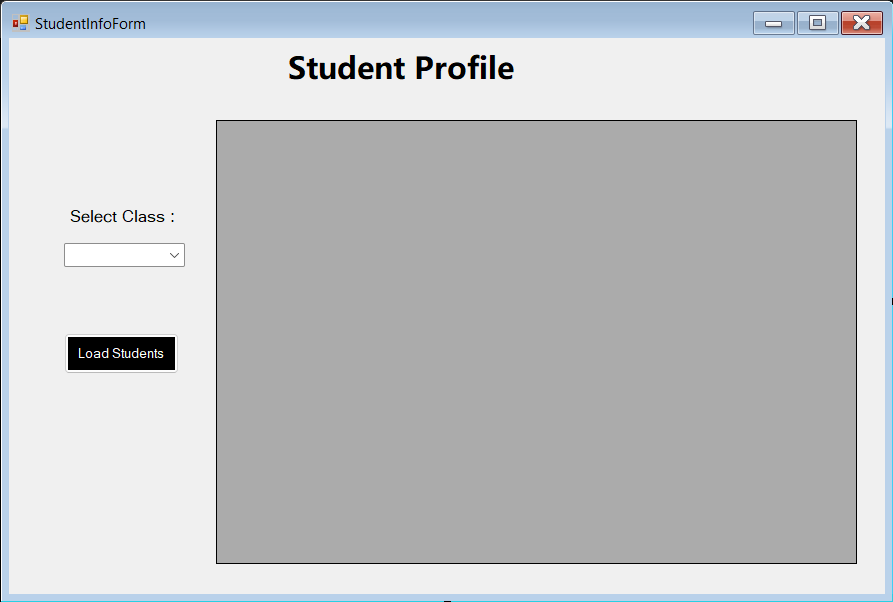 StudentInfoForm
Student Profile
Select Class :
Load Students